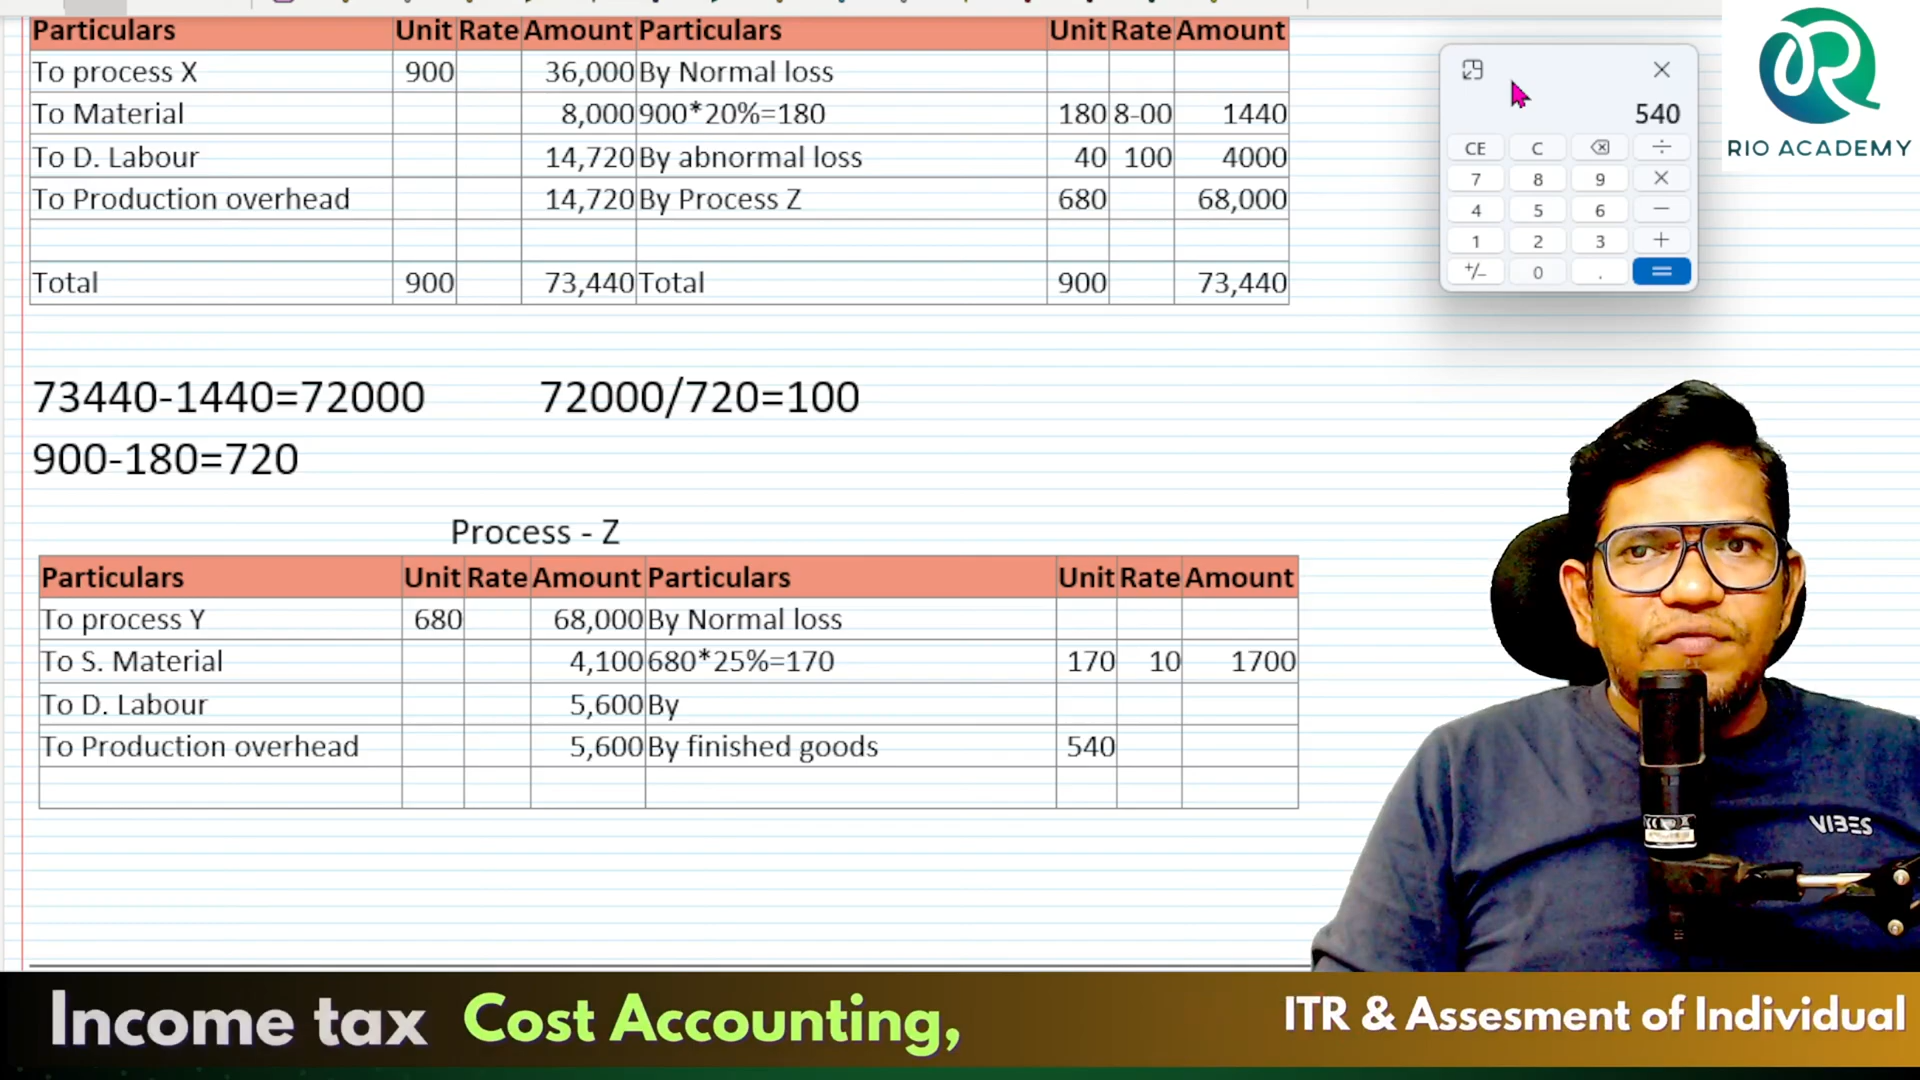 Particulars Unit Rate Amount Particulars Unit Rate Amount
To process X 900 36,000 By Normal loss
To Material 8,000 900*20%=180 180 8-00 1440
To D. Labour 14,720 By abnormal loss 40 100 4000
To Production overhead 14,720 By Process Z 680 68,000
Total 900 73,440 Total 900 73,440
540
CE C ⌫ ÷
7 8 9 ×
4 5 6 −
1 2 3 +
+/− 0 . =
RIO ACADEMY
73440-1440=72000 72000/720=100
900-180=720
Process - Z
Particulars Unit Rate Amount Particulars Unit Rate Amount
To process Y 680 68,000 By Normal loss
To S. Material 4,100 680*25%=170 170 10 1700
To D. Labour 5,600 By
To Production overhead 5,600 By finished goods 540
VIBES
Income tax Cost Accounting, ITR & Assesment of Individual